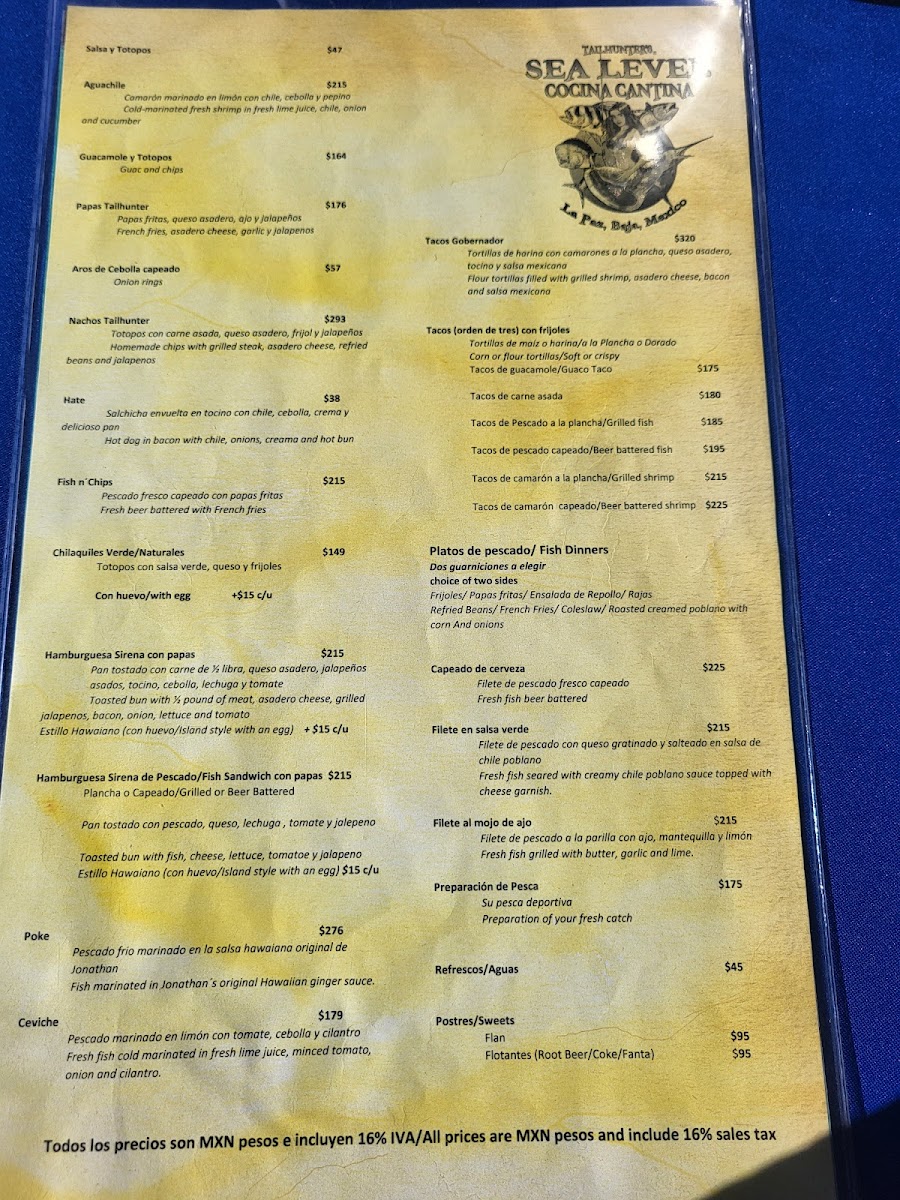 Salsa y Totopos $47
Aguachile $215
Camarón marinado en limón con chile, cebolla y pepino
Cold-marinated fresh shrimp in fresh lime juice, chile, onion
and cucumber
Guacamole y Totopos $164
Guac and chips
Papas Tailhunter $176
Papas fritas, queso asadero, ajo y jalapeños
French fries, asadero cheese, garlic y jalapenos
Aros de Cebolla capeado $57
Onion rings
Nachos Tailhunter $293
Totopos con carne asada, queso asadero, frijol y jalapeños
Homemade chips with grilled steak, asadero cheese, refried
beans and jalapenos
Hate $38
Salchicha envuelta en tocino con chile, cebolla, crema y
delicioso pan
Hot dog in bacon with chile, onions, creama and hot bun
Fish n´Chips $215
Pescado fresco capeado con papas fritas
Fresh beer battered with French fries
Chilaquiles Verde/Naturales $149
Totopos con salsa verde, queso y frijoles
Con huevo/with egg +$15 c/u
Hamburguesa Sirena con papas $215
Pan tostado con carne de ½ libra, queso asadero, jalapeños
asados, tocino, cebolla, lechuga y tomate
Toasted bun with ½ pound of meat, asadero cheese, grilled
jalapenos, bacon, onion, lettuce and tomato
Estillo Hawaiano (con huevo/Island style with an egg) + $15 c/u
Hamburguesa Sirena de Pescado/Fish Sandwich con papas $215
Plancha o Capeado/Grilled or Beer Battered
Pan tostado con pescado, queso, lechuga , tomate y jalepeno
Toasted bun with fish, cheese, lettuce, tomatoe y jalapeno
Estillo Hawaiano (con huevo/Island style with an egg) $15 c/u
Poke $276
Pescado frio marinado en la salsa hawaiana original de
Jonathan
Fish marinated in Jonathan´s original Hawaiian ginger sauce.
Ceviche $179
Pescado marinado en limón con tomate, cebolla y cilantro
Fresh fish cold marinated in fresh lime juice, minced tomato,
onion and cilantro.
TAILHUNTER'S,
SEA LEVEL
COCINA CANTINA
La Paz, Baja, Mexico
Tacos Gobernador $320
Tortillas de harina con camarones a la plancha, queso asadero,
tocino y salsa mexicana
Flour tortillas filled with grilled shrimp, asadero cheese, bacon
and salsa mexicana
Tacos (orden de tres) con frijoles
Tortillas de maíz o harina/a la Plancha o Dorado
Corn or flour tortillas/Soft or crispy
Tacos de guacamole/Guaco Taco $175
Tacos de carne asada $180
Tacos de Pescado a la plancha/Grilled fish $185
Tacos de pescado capeado/Beer battered fish $195
Tacos de camarón a la plancha/Grilled shrimp $215
Tacos de camarón capeado/Beer battered shrimp $225
Platos de pescado/ Fish Dinners
Dos guarniciones a elegir
choice of two sides
Frijoles/ Papas fritas/ Ensalada de Repollo/ Rajas
Refried Beans/ French Fries/ Coleslaw/ Roasted creamed poblano with
corn And onions
Capeado de cerveza $225
Filete de pescado fresco capeado
Fresh fish beer battered
Filete en salsa verde $215
Filete de pescado con queso gratinado y salteado en salsa de
chile poblano
Fresh fish seared with creamy chile poblano sauce topped with
cheese garnish.
Filete al mojo de ajo $215
Filete de pescado a la parilla con ajo, mantequilla y limón
Fresh fish grilled with butter, garlic and lime.
Preparación de Pesca $175
Su pesca deportiva
Preparation of your fresh catch
Refrescos/Aguas $45
Postres/Sweets
Flan $95
Flotantes (Root Beer/Coke/Fanta) $95
Todos los precios son MXN pesos e incluyen 16% IVA/All prices are MXN pesos and include 16% sales tax